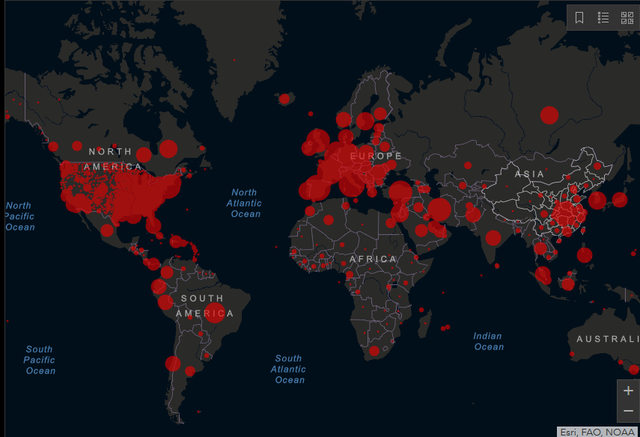 NORTH
AMERICA
EUROPE
ASIA
North
Pacific
Ocean
North
Atlantic
Ocean
AFRICA
SOUTH
AMERICA
Indian
Ocean
AUSTRALI
South
Pacific
Ocean
South
Atlantic
Ocean
+
−
Esri, FAO, NOAA